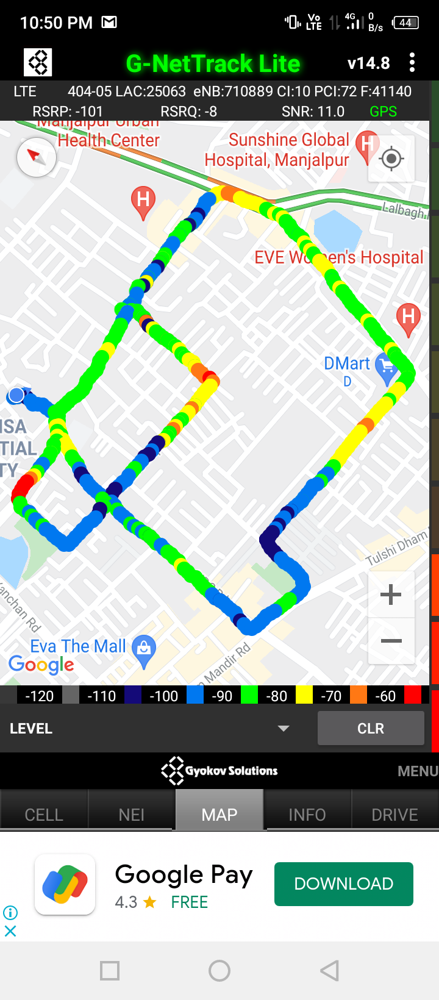 10:50 PM
Vo LTE 4G 0 B/s 44
G-NetTrack Lite v14.8
LTE 404-05 LAC:25063 eNB:710889 CI:10 PCI:72 F:41140
RSRP: -101 RSRQ: -8 SNR: 11.0 GPS
Manjalpur Urban
Health Center
Sunshine Global
Hospital, Manjalpur
H
H
Lalbagh
EVE Women's Hospital
H
DMart
D
ISA
TIAL
TY
Tulshi Dham
Kanchan Rd
Eva The Mall
Google
Mandir Rd
-120 -110 -100 -90 -80 -70 -60
LEVEL CLR
Gyokov Solutions MENU
CELL NEI MAP INFO DRIVE
Google Pay
4.3 FREE
DOWNLOAD